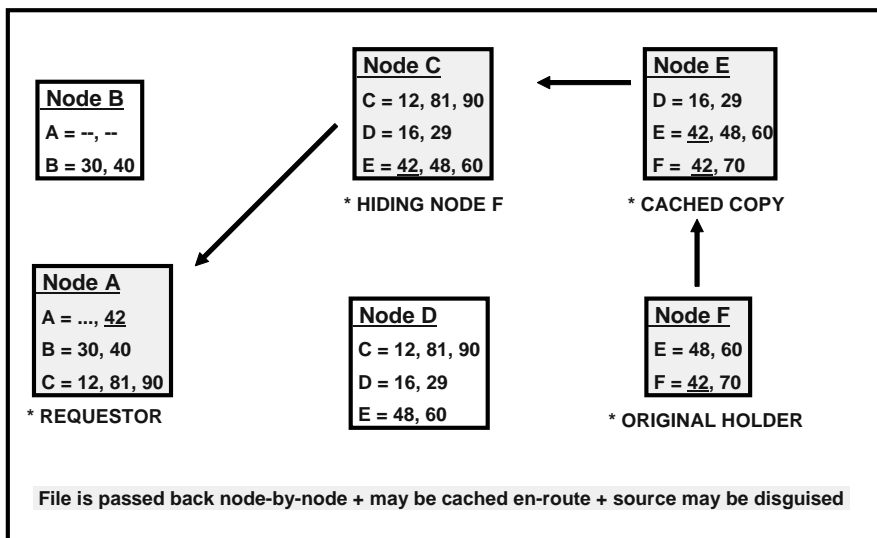 Node B
A = --, --
B = 30, 40
Node C
C = 12, 81, 90
D = 16, 29
E = 42, 48, 60
* HIDING NODE F
Node E
D = 16, 29
E = 42, 48, 60
F = 42, 70
* CACHED COPY
Node A
A = ..., 42
B = 30, 40
C = 12, 81, 90
* REQUESTOR
Node D
C = 12, 81, 90
D = 16, 29
E = 48, 60
Node F
E = 48, 60
F = 42, 70
* ORIGINAL HOLDER
File is passed back node-by-node + may be cached en-route + source may be disguised